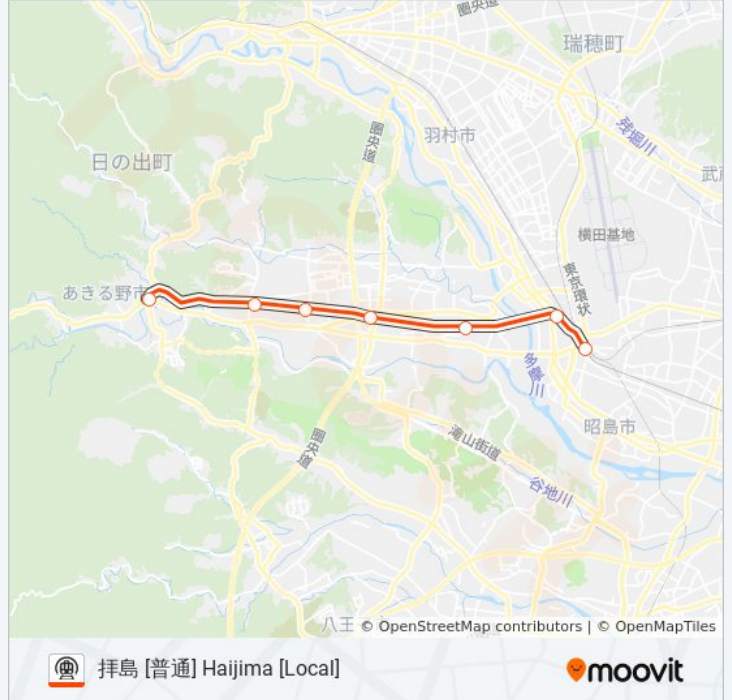 圏央道
瑞穂町
残堀川
羽村市
圏央道
日の出町
武蔵
横田基地
東京環状
あきる野市
多摩川
昭島市
滝山街道
圏央道
谷地川
八王
© OpenStreetMap contributors | © OpenMapTiles
拝島 [普通] Haijima [Local]
moovit